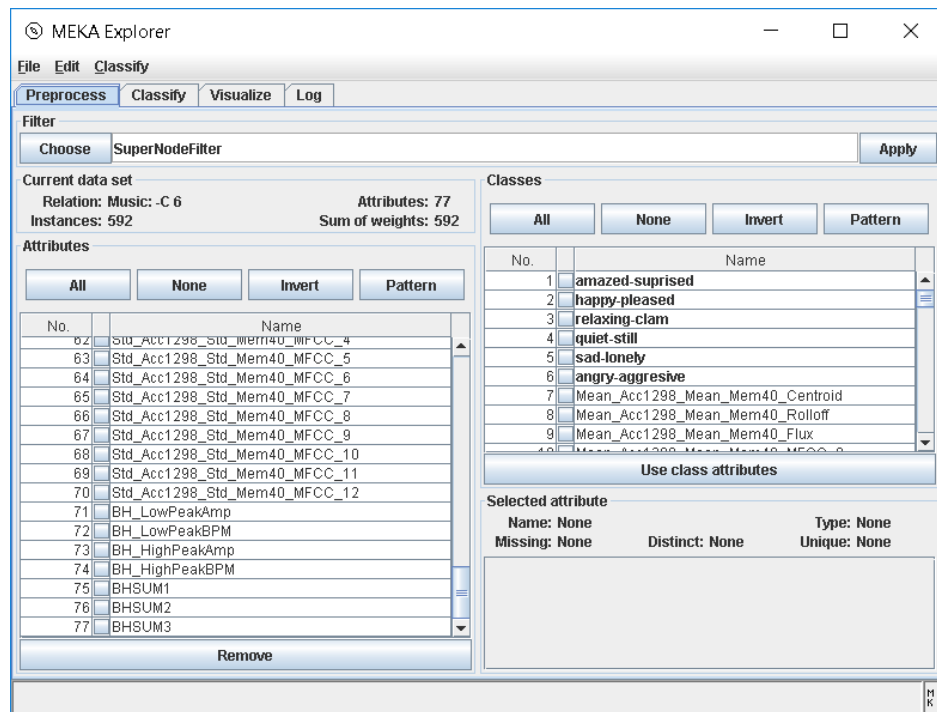 MEKA Explorer
File Edit Classify
Preprocess Classify Visualize Log
Filter
Choose SuperNodeFilter Apply
Current data set
Relation: Music: -C 6 Attributes: 77
Instances: 592 Sum of weights: 592
Attributes
All None Invert Pattern
No. Name
62 Std_Acc1298_Std_Mem40_MFCC_4
63 Std_Acc1298_Std_Mem40_MFCC_5
64 Std_Acc1298_Std_Mem40_MFCC_6
65 Std_Acc1298_Std_Mem40_MFCC_7
66 Std_Acc1298_Std_Mem40_MFCC_8
67 Std_Acc1298_Std_Mem40_MFCC_9
68 Std_Acc1298_Std_Mem40_MFCC_10
69 Std_Acc1298_Std_Mem40_MFCC_11
70 Std_Acc1298_Std_Mem40_MFCC_12
71 BH_LowPeakAmp
72 BH_LowPeakBPM
73 BH_HighPeakAmp
74 BH_HighPeakBPM
75 BHSUM1
76 BHSUM2
77 BHSUM3
Remove
Classes
All None Invert Pattern
No. Name
1 amazed-suprised
2 happy-pleased
3 relaxing-clam
4 quiet-still
5 sad-lonely
6 angry-aggresive
7 Mean_Acc1298_Mean_Mem40_Centroid
8 Mean_Acc1298_Mean_Mem40_Rolloff
9 Mean_Acc1298_Mean_Mem40_Flux
Use class attributes
Selected attribute
Name: None Type: None
Missing: None Distinct: None Unique: None
M
K